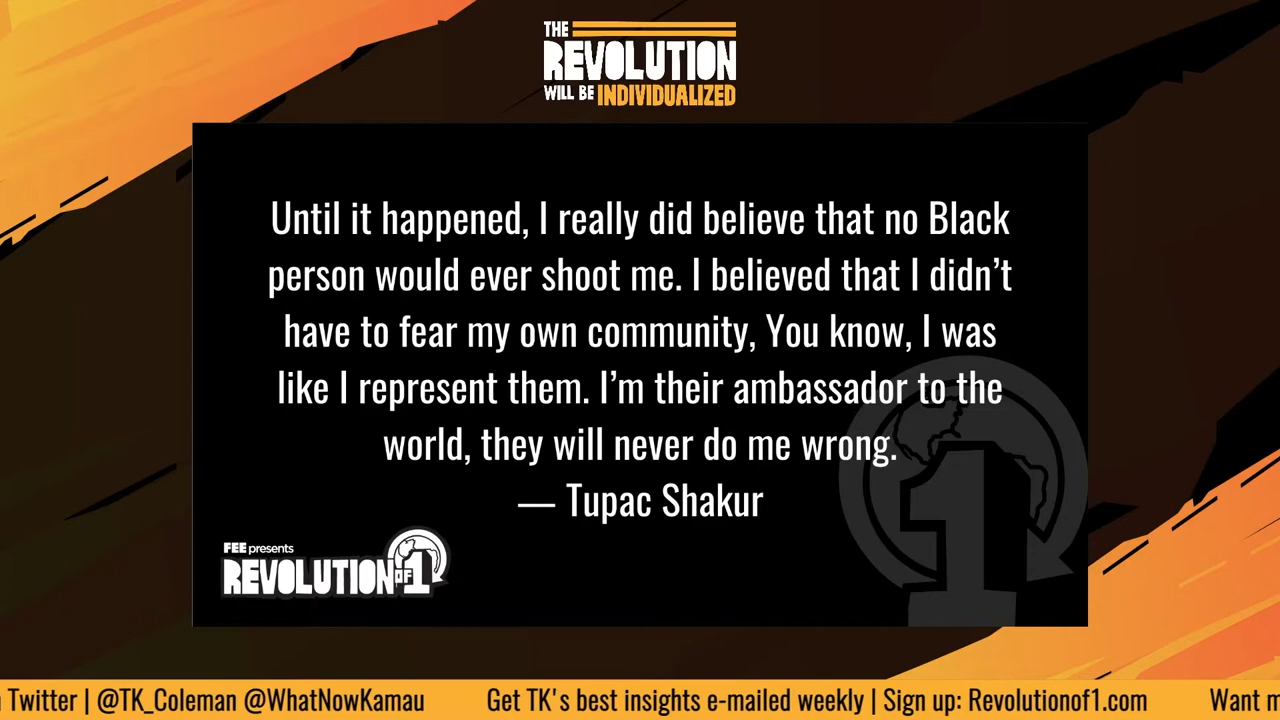 THE
REVOLUTION
WILL BE INDIVIDUALIZED
Until it happened, I really did believe that no Black
person would ever shoot me. I believed that I didn’t
have to fear my own community, You know, I was
like I represent them. I’m their ambassador to the
world, they will never do me wrong.
— Tupac Shakur
FEE presents
REVOLUTION OF 1
1
Twitter | @TK_Coleman @WhatNowKamau Get TK's best insights e-mailed weekly | Sign up: Revolutionof1.com Want